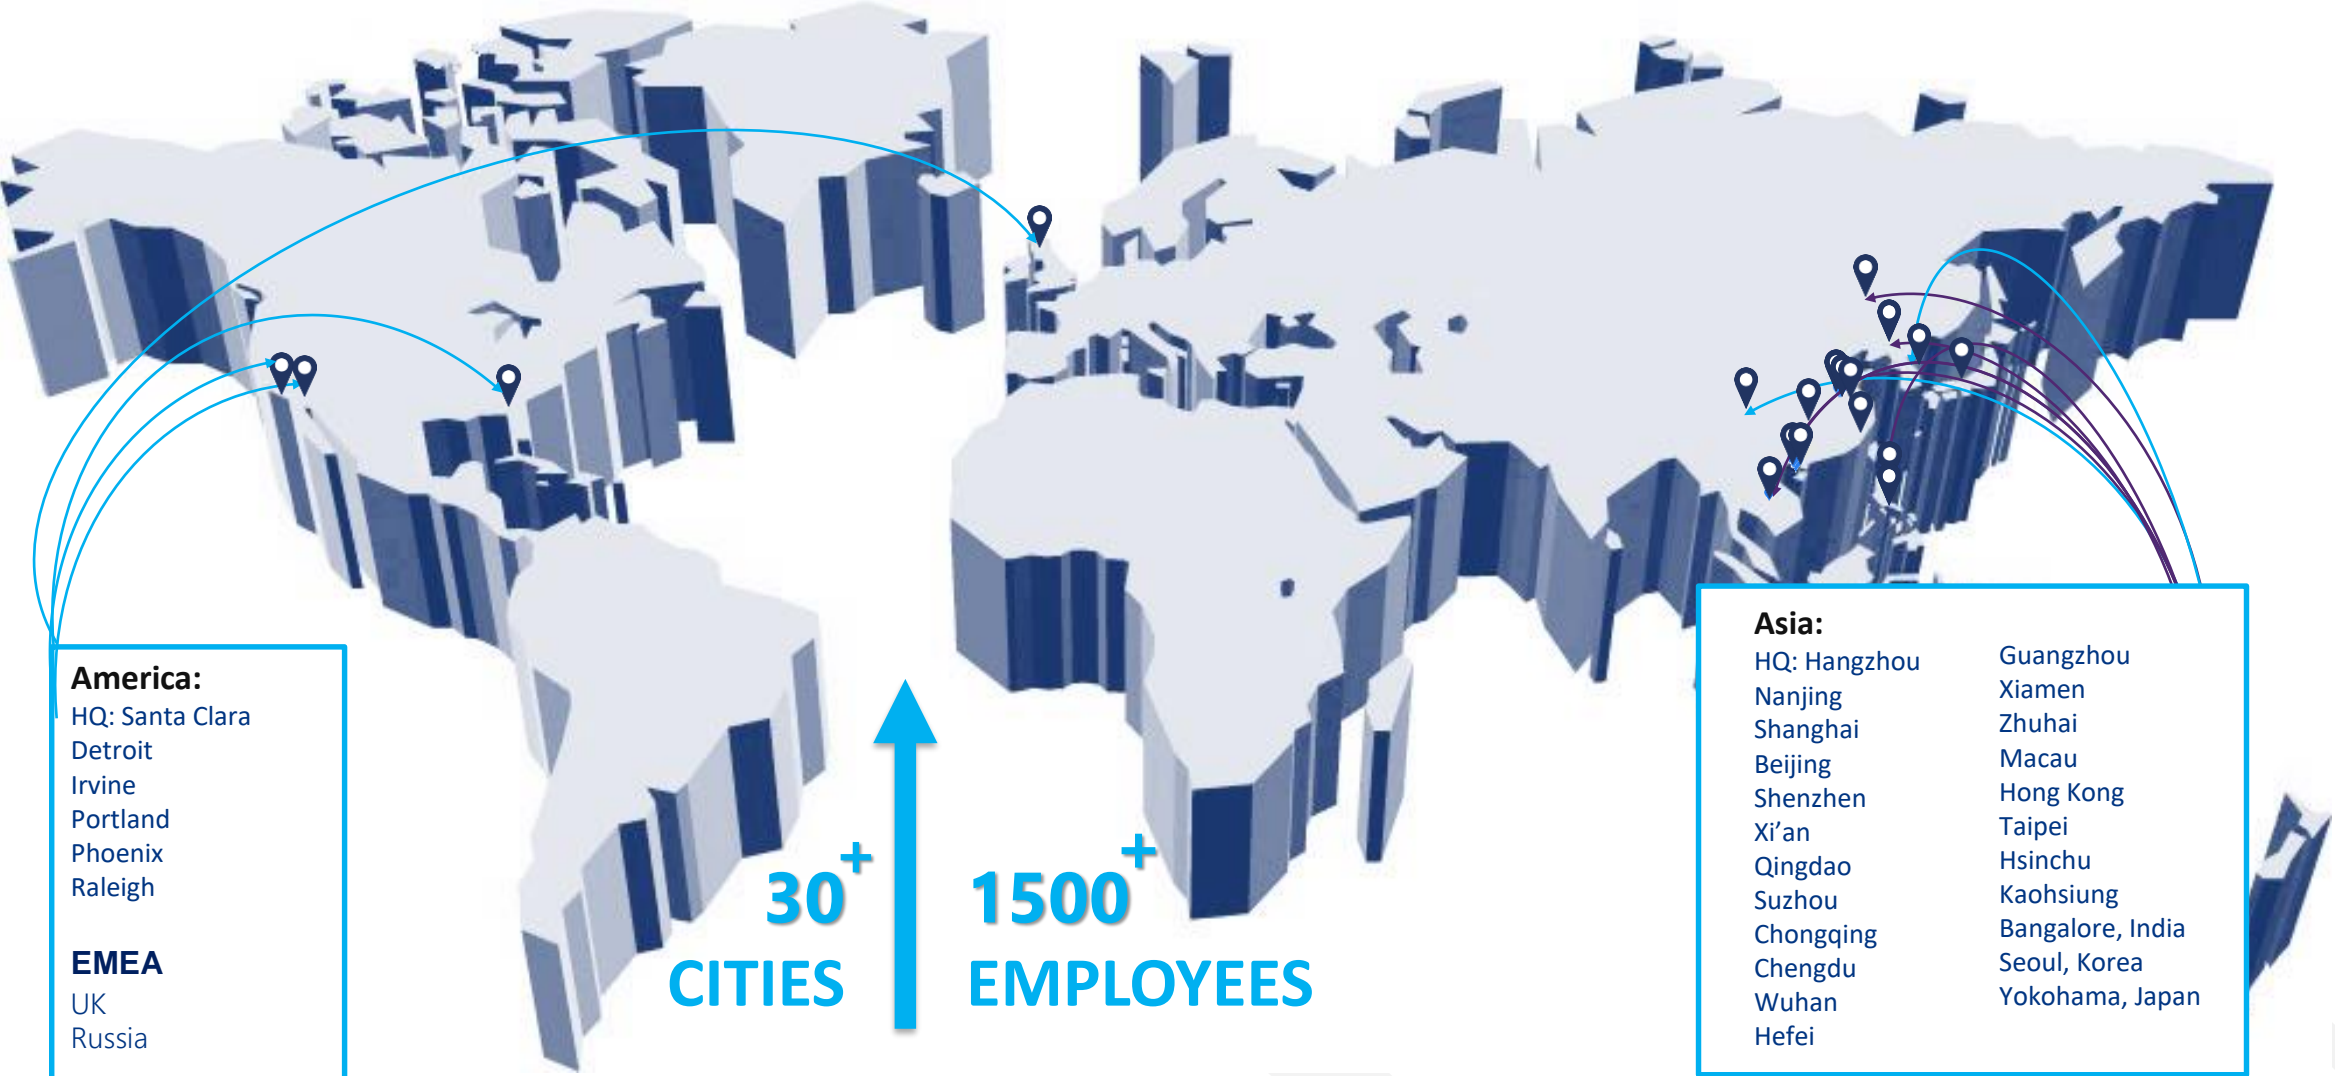 America:
HQ: Santa Clara
Detroit
Irvine
Portland
Phoenix
Raleigh
EMEA
UK
Russia
30+
CITIES
1500+
EMPLOYEES
Asia:
HQ: Hangzhou
Nanjing
Shanghai
Beijing
Shenzhen
Xi’an
Qingdao
Suzhou
Chongqing
Chengdu
Wuhan
Hefei
Guangzhou
Xiamen
Zhuhai
Macau
Hong Kong
Taipei
Hsinchu
Kaohsiung
Bangalore, India
Seoul, Korea
Yokohama, Japan